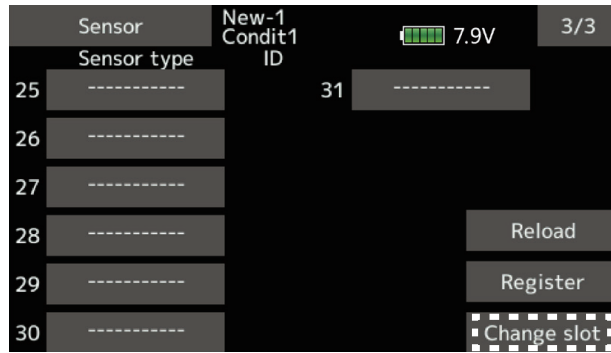 Sensor
New-1
Condit1
7.9V
3/3
Sensor type
ID
25 -----------
31 -----------
26 -----------
27 -----------
28 -----------
Reload
29 -----------
Register
30 -----------
Change slot